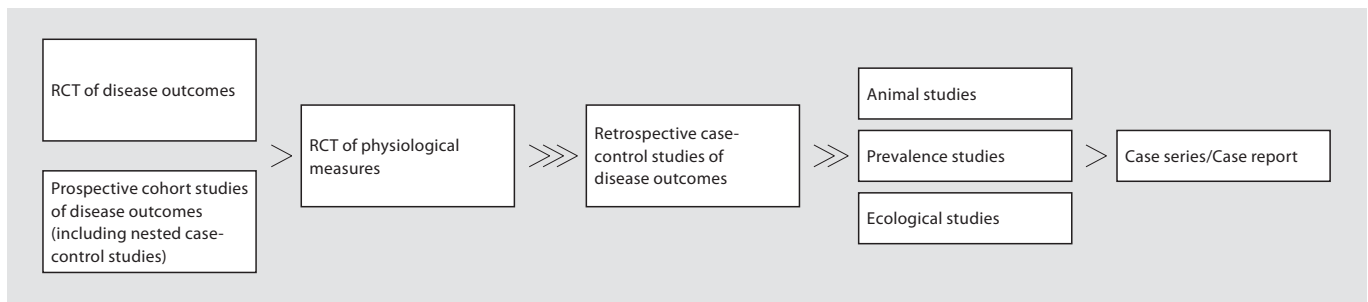 RCT of disease outcomes
Prospective cohort studies
of disease outcomes
(including nested case-
control studies)
>
RCT of physiological
measures
>>>
Retrospective case-
control studies of
disease outcomes
>>
Animal studies
Prevalence studies
Ecological studies
>
Case series/Case report